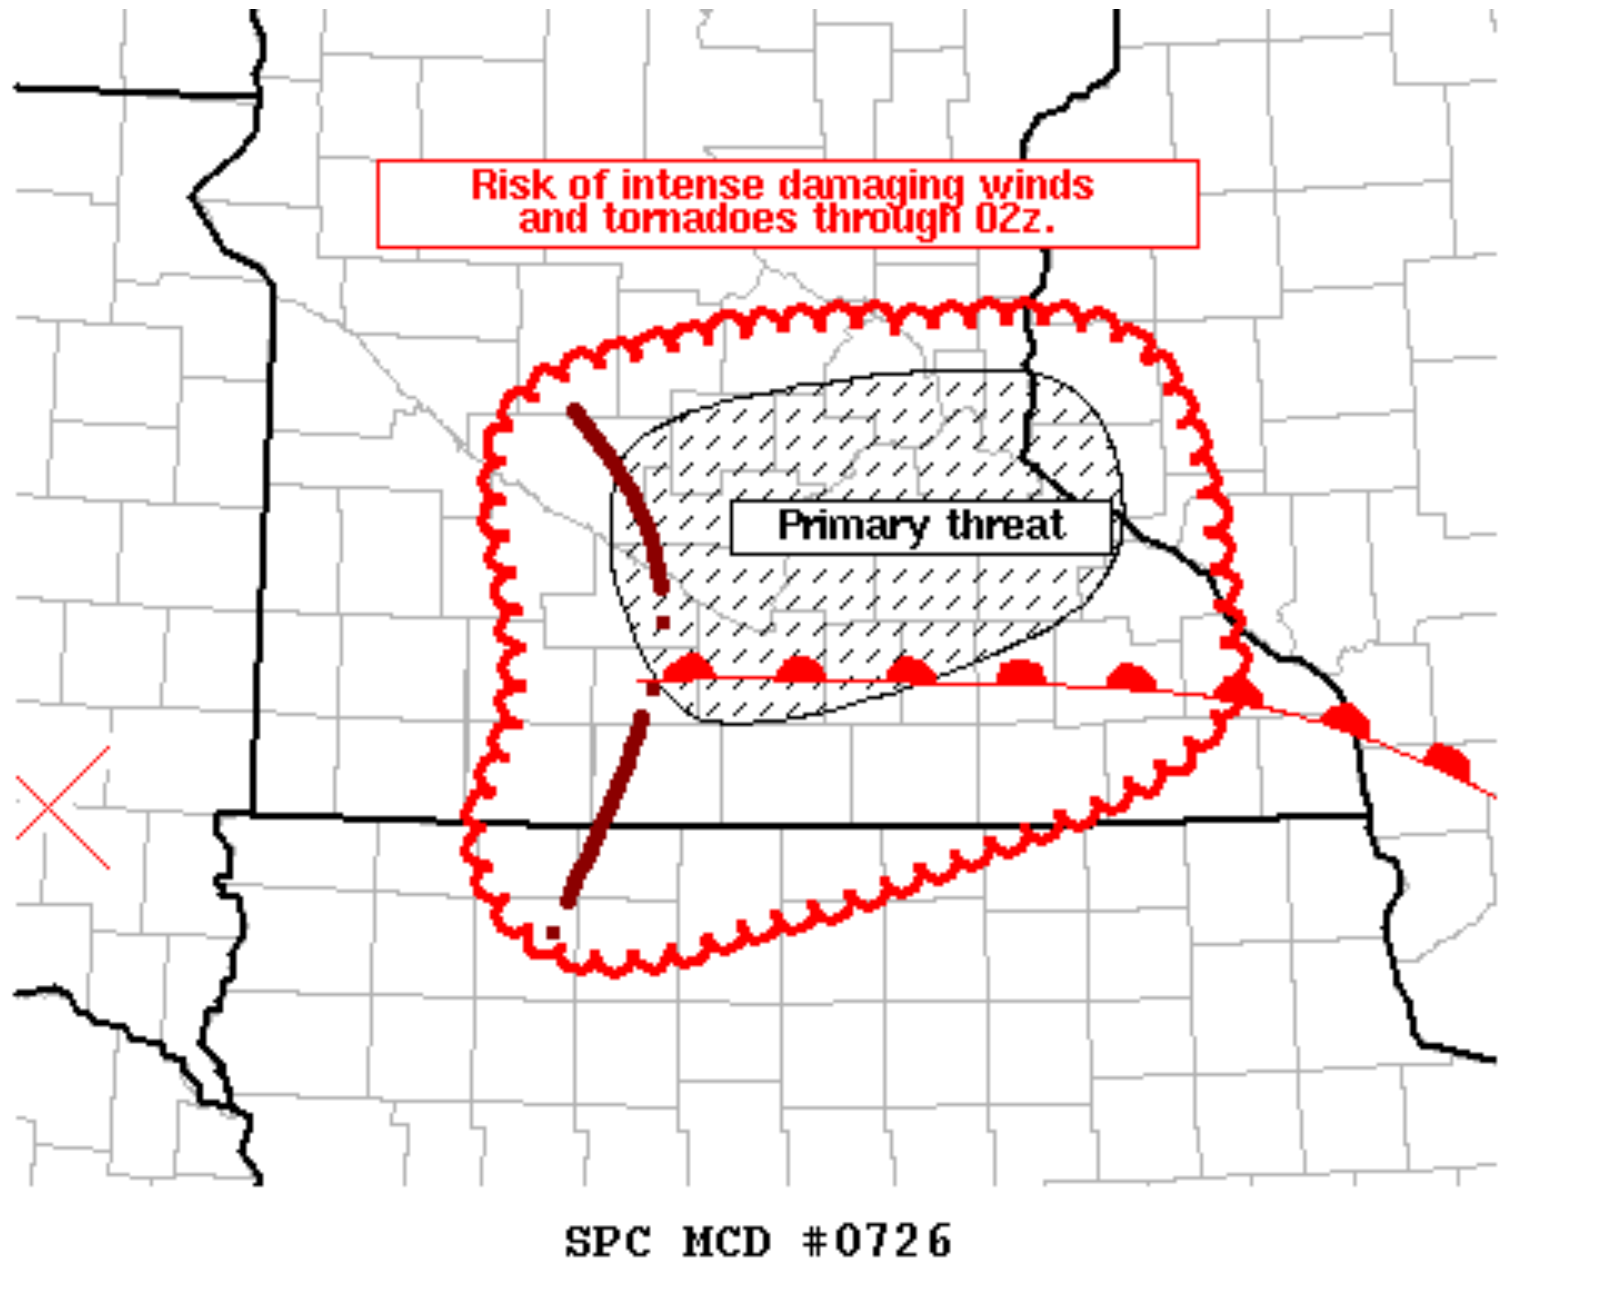 Risk of intense damaging winds
and tornadoes through 02z.
Primary threat
SPC MCD #0726